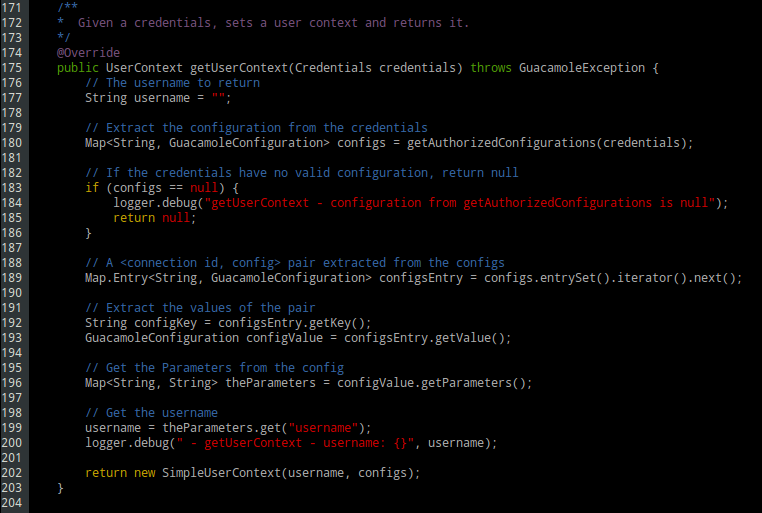 171    /**
172    *  Given a credentials, sets a user context and returns it.
173    */
174    @Override
175    public UserContext getUserContext(Credentials credentials) throws GuacamoleException {
176        // The username to return
177        String username = "";
178
179        // Extract the configuration from the credentials
180        Map<String, GuacamoleConfiguration> configs = getAuthorizedConfigurations(credentials);
181
182        // If the credentials have no valid configuration, return null
183        if (configs == null) {
184            logger.debug("getUserContext - configuration from getAuthorizedConfigurations is null");
185            return null;
186        }
187
188        // A <connection id, config> pair extracted from the configs
189        Map.Entry<String, GuacamoleConfiguration> configsEntry = configs.entrySet().iterator().next();
190
191        // Extract the values of the pair
192        String configKey = configsEntry.getKey();
193        GuacamoleConfiguration configValue = configsEntry.getValue();
194
195        // Get the Parameters from the config
196        Map<String, String> theParameters = configValue.getParameters();
197
198        // Get the username
199        username = theParameters.get("username");
200        logger.debug(" - getUserContext - username: {}", username);
201
202        return new SimpleUserContext(username, configs);
203    }
204